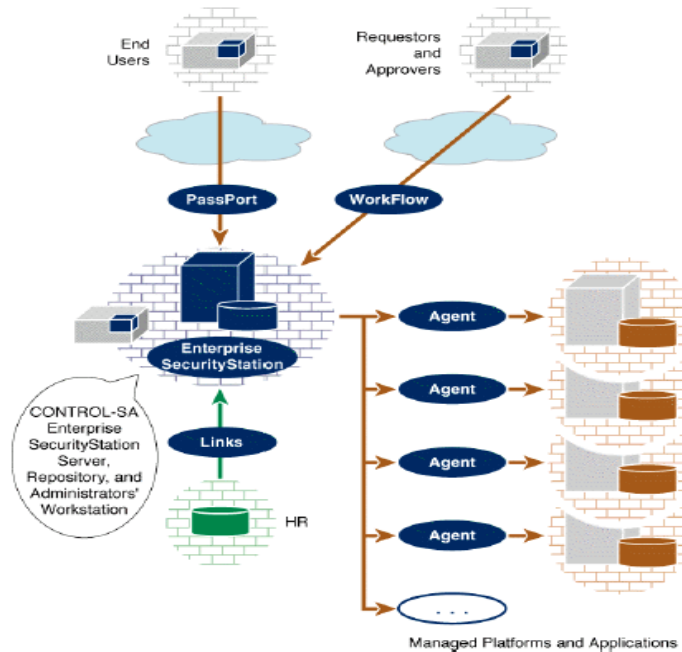 End
Users
Requestors
and
Approvers
PassPort
WorkFlow
Enterprise
SecurityStation
CONTROL-SA
Enterprise
SecurityStation
Server,
Repository, and
Administrators'
Workstation
Links
HR
Agent
Agent
Agent
Agent
. . .
Managed Platforms and Applications